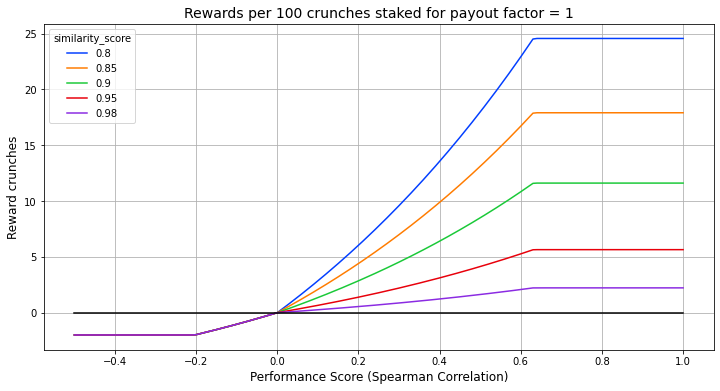 Rewards per 100 crunches staked for payout factor = 1
similarity_score
0.8
0.85
0.9
0.95
0.98
25
20
15
10
5
0
Reward crunches
−0.4 −0.2 0.0 0.2 0.4 0.6 0.8 1.0
Performance Score (Spearman Correlation)